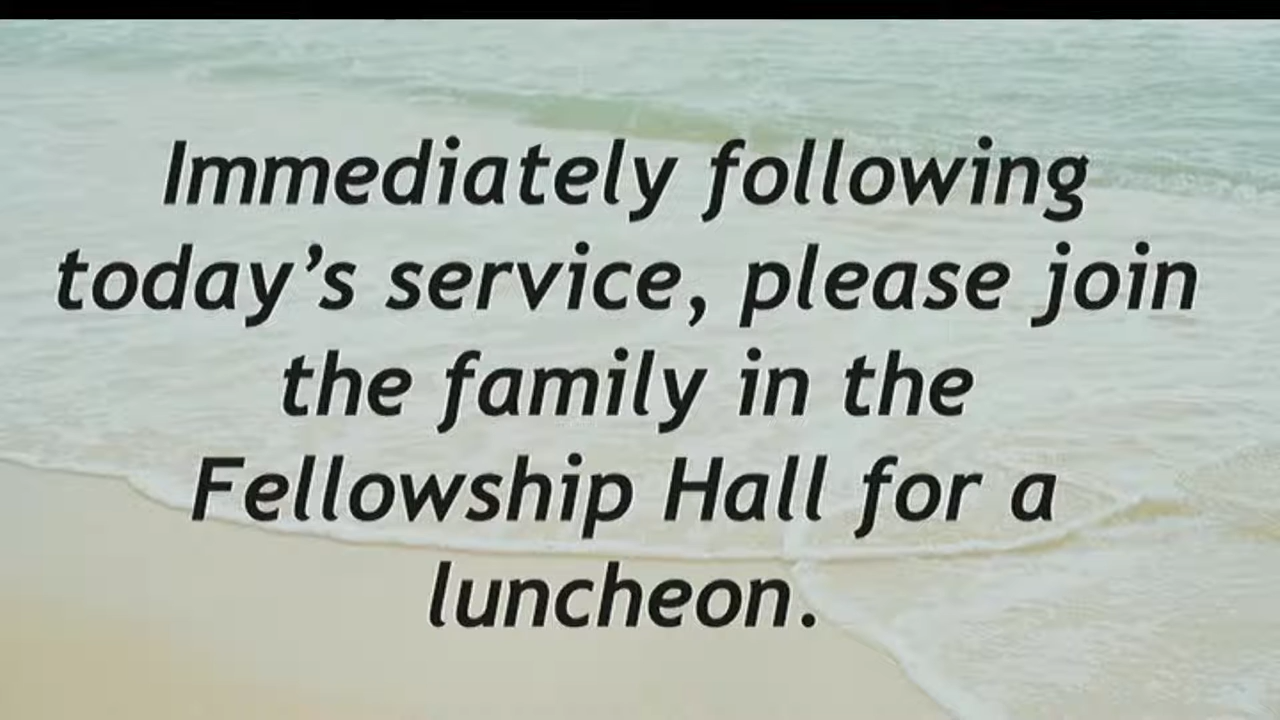 Immediately following
today’s service, please join
the family in the
Fellowship Hall for a
luncheon.